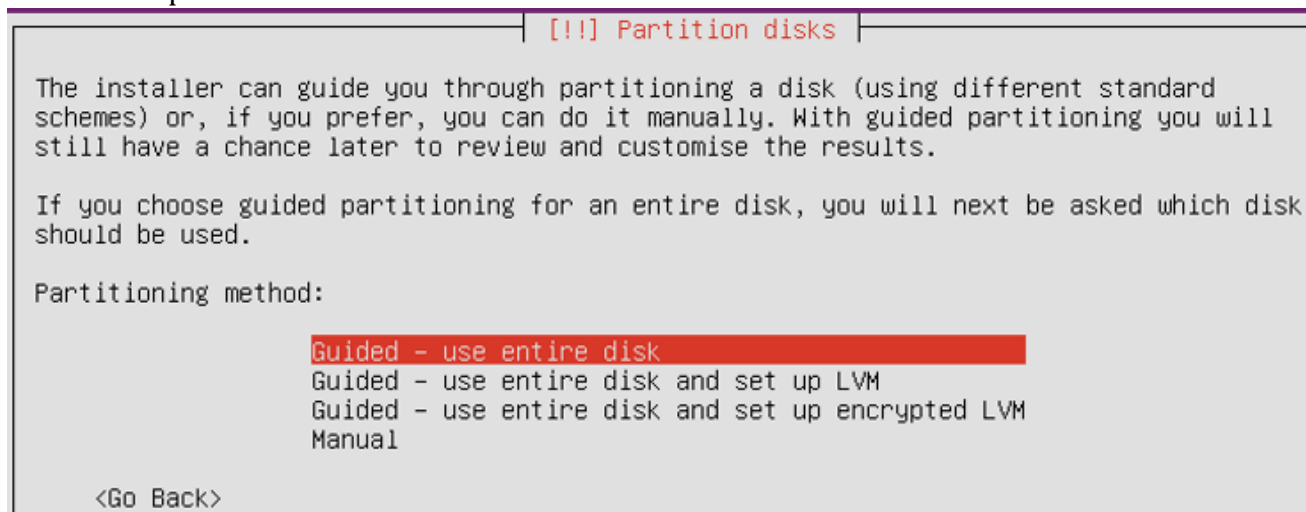 [!!] Partition disks
The installer can guide you through partitioning a disk (using different standard
schemes) or, if you prefer, you can do it manually. With guided partitioning you will
still have a chance later to review and customise the results.
If you choose guided partitioning for an entire disk, you will next be asked which disk
should be used.
Partitioning method:
Guided – use entire disk
Guided – use entire disk and set up LVM
Guided – use entire disk and set up encrypted LVM
Manual
<Go Back>